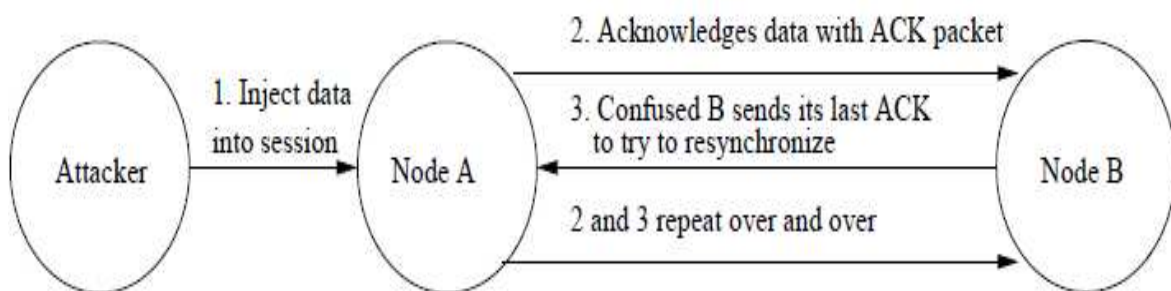 2. Acknowledges data with ACK packet
1. Inject data
into session
3. Confused B sends its last ACK
to try to resynchronize
Attacker
Node A
Node B
2 and 3 repeat over and over